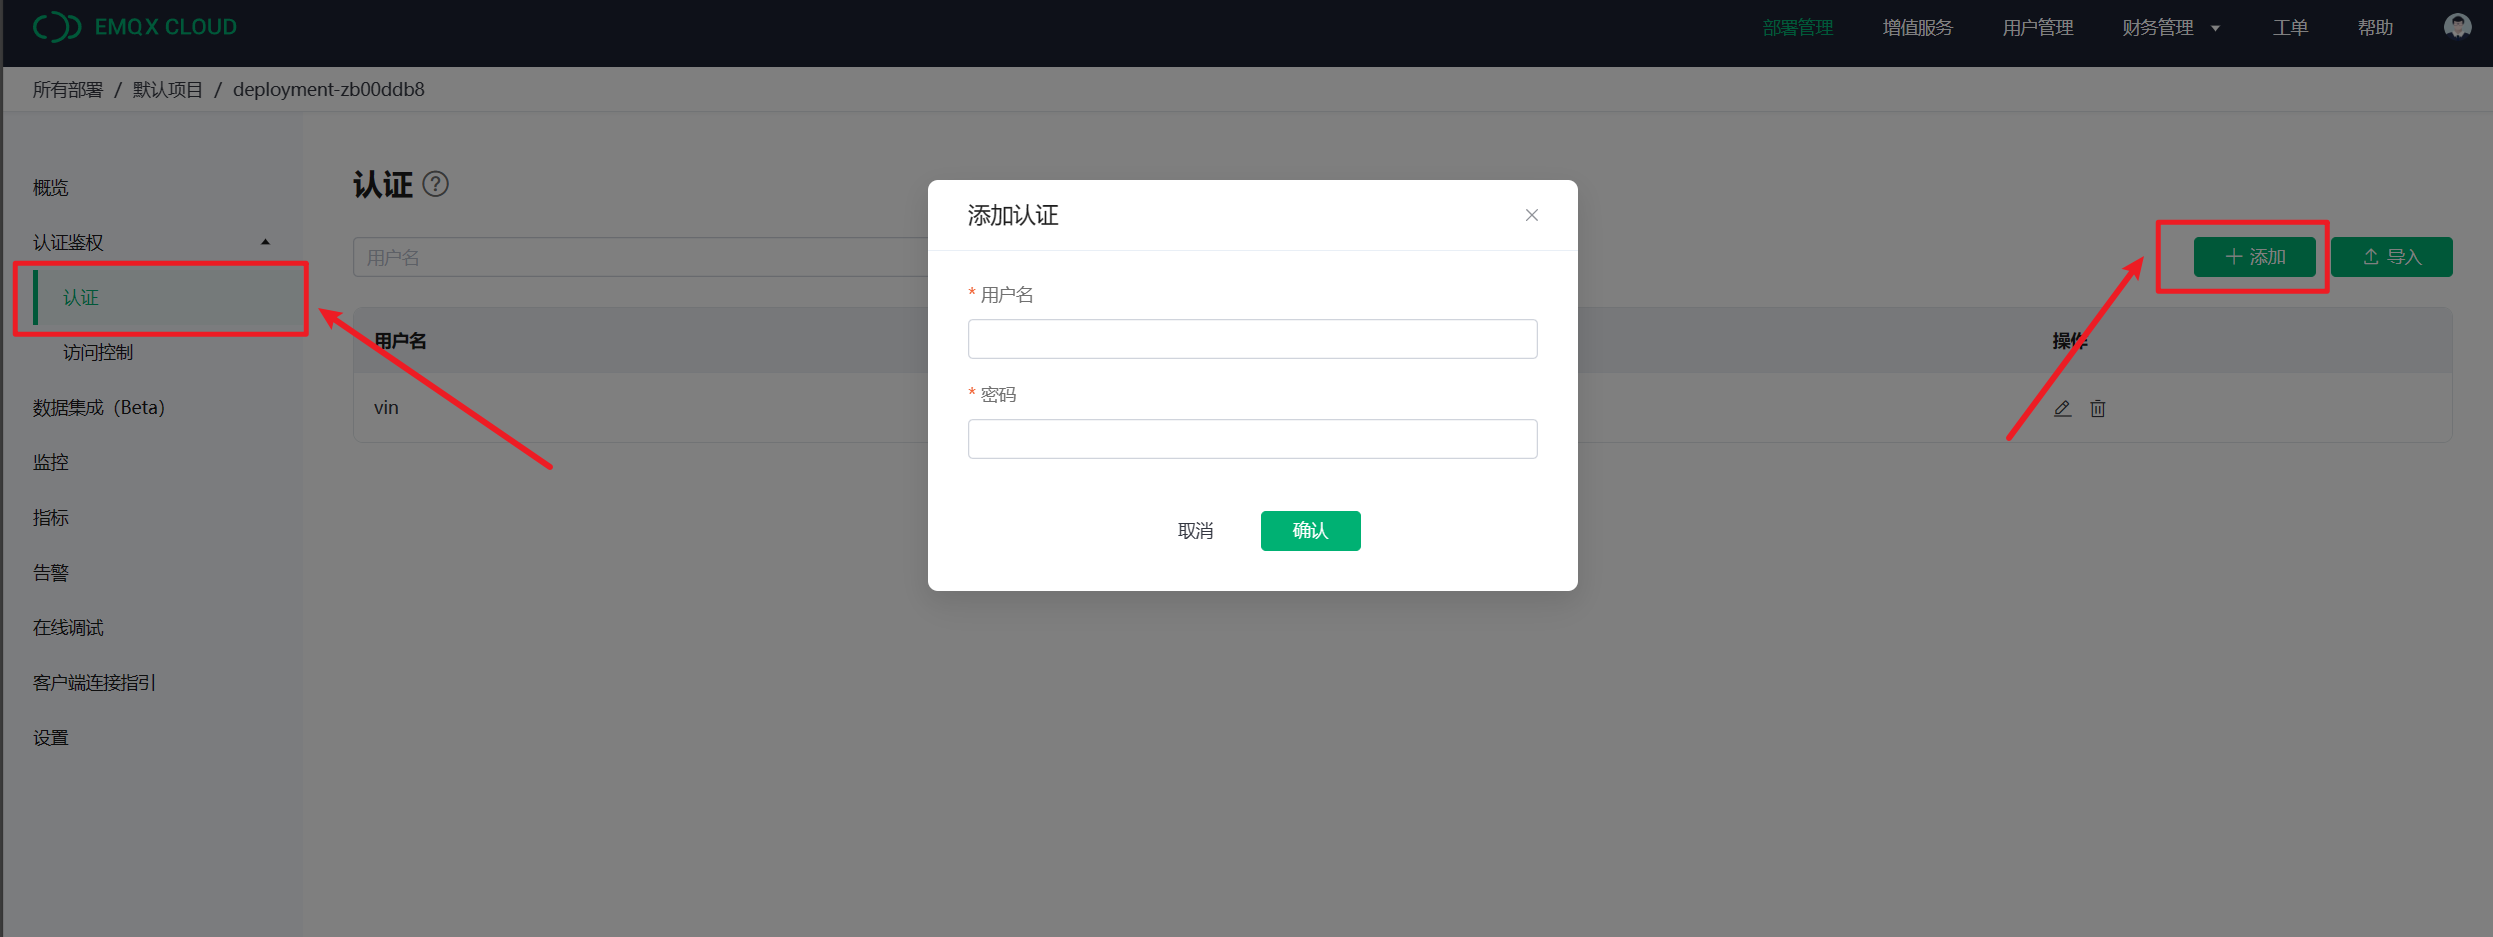 EMQX CLOUD
部署管理 增值服务 用户管理 财务管理 工单 帮助
所有部署 / 默认项目 / deployment-zb00ddb8
概览
认证鉴权
认证
访问控制
数据集成（Beta）
监控
指标
告警
在线调试
客户端连接指引
设置
认证 ?
用户名
+ 添加
导入
用户名
操作
vin
添加认证
* 用户名
* 密码
取消
确认